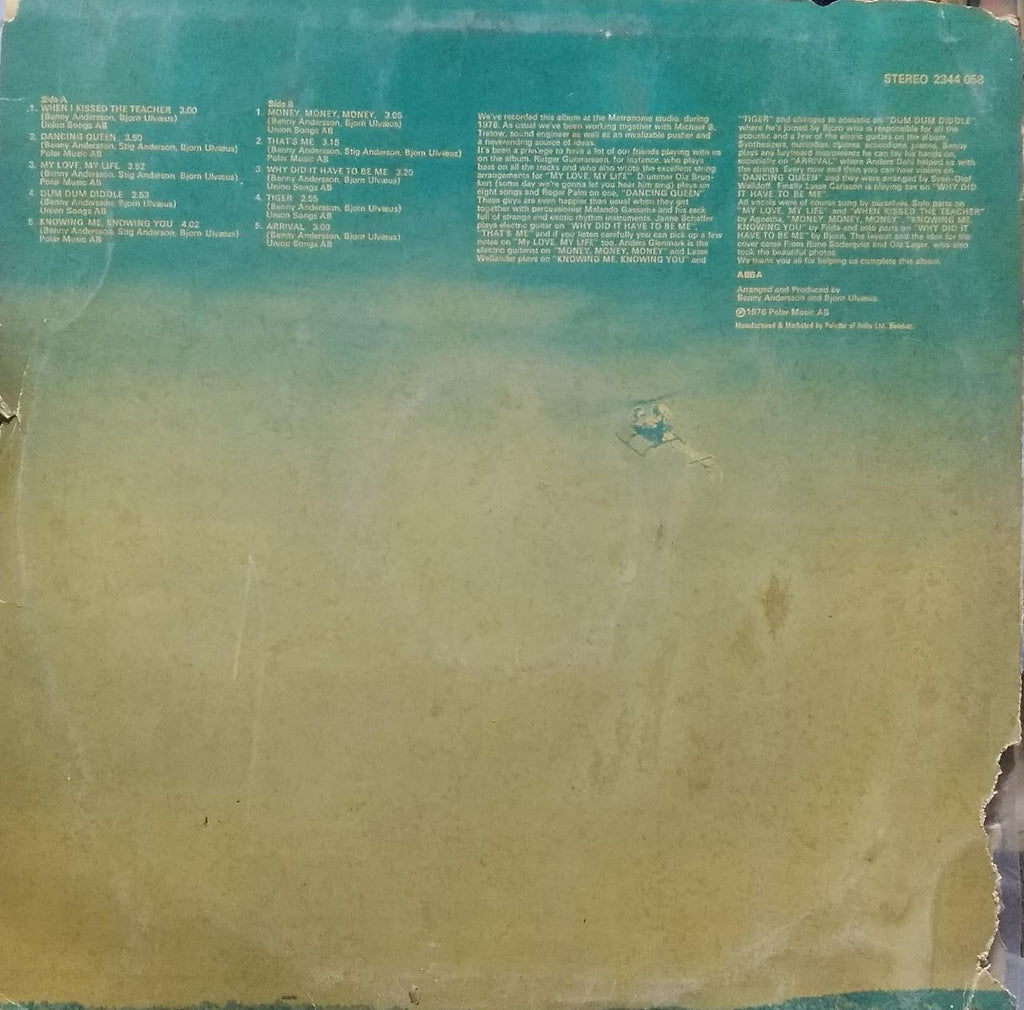 STEREO 2344 058
Side A
1. WHEN I KISSED THE TEACHER 3.00
(Benny Andersson, Bjorn Ulvæus)
Union Songs AB
2. DANCING QUEEN 3.50
(Benny Andersson, Stig Anderson, Bjorn Ulvæus)
Polar Music AB
3. MY LOVE, MY LIFE 3.52
(Benny Andersson, Stig Anderson, Bjorn Ulvæus)
Polar Music AB
4. DUM DUM DIDDLE 2.53
(Benny Andersson, Bjorn Ulvæus)
Union Songs AB
5. KNOWING ME, KNOWING YOU 4.02
(Benny Andersson, Stig Anderson, Bjorn Ulvæus)
Polar Music AB
Side B
1. MONEY, MONEY, MONEY, 3.05
(Benny Andersson, Bjorn Ulvæus)
Union Songs AB
2. THAT'S ME 3.15
(Benny Andersson, Stig Anderson, Bjorn Ulvæus)
Polar Music AB
3. WHY DID IT HAVE TO BE ME 3.20
(Benny Andersson, Bjorn Ulvæus)
Union Songs AB
4. TIGER 2.55
(Benny Andersson, Bjorn Ulvæus)
Union Songs AB
5. ARRIVAL 3.00
(Benny Andersson, Bjorn Ulvæus)
Union Songs AB
We've recorded this album at the Metronome studio, during
1976. As usual we've been working together with Michael B.
Tretow, sound engineer as well as an invaluable pusher and
a neverending source of ideas.
It's been a privilege to have a lot of our friends playing with us
on the album. Rutger Gunnarsson, for instance, who plays
bass on all the tracks and who also wrote the excellent string
arrangements for "MY LOVE, MY LIFE". Drummer Ola Brun-
kert (some day we're gonna let you hear him sing) plays on
eight songs and Roger Palm on one, "DANCING QUEEN"
These guys are even happier than usual when they get
together with percussionist Malando Gassama and his sack
full of strange and exotic rhythm instruments. Janne Schaffer
plays electric guitar on "WHY DID IT HAVE TO BE ME",
"THAT'S ME" and if you listen carefully you can pick up a few
notes on "My LOVE, MY LIFE" too. Anders Glenmark is the
electric guitarist on "MONEY, MONEY, MONEY" and Lasse
Wellander plays on "KNOWING ME, KNOWING YOU" and
"TIGER" and changes to acoustic on "DUM DUM DIDDLE"
where he's joined by Bjorn who is responsible for all the
acoustic and a few of the electric guitars on the album.
Synthesizers, marimbas, chimes, accordions, pianos, Benny
plays any keyboard instrument he can lay his hands on,
especially on "ARRIVAL" where Anders Dahl helped us with
the strings. Every now and then you can hear violins on
"DANCING QUEEN" and they were arranged by Sven-Olof
Walldoff. Finally Lasse Carlsson is playing sax on "WHY DID
IT HAVE TO BE ME"
All vocals were of course sung by ourselves. Solo parts on
"MY LOVE, MY LIFE" and "WHEN KISSED THE TEACHER"
by Agnetha, "MONEY, MONEY, MONEY" "KNOWING ME,
KNOWING YOU" by Frida and solo parts on "WHY DID IT
HAVE TO BE ME" by Bjorn. The layout and the idea for the
cover came From Rune Soderqvist and Ola Lager, who also
took the beautiful photos.
We thank you all for helping us complete this album.
ABBA
Arranged and Produced by
Benny Andersson and Bjorn Ulvæus
℗1976 Polar Music AB
Manufactured & Marketed by Polydor of India Ltd. Bombay.